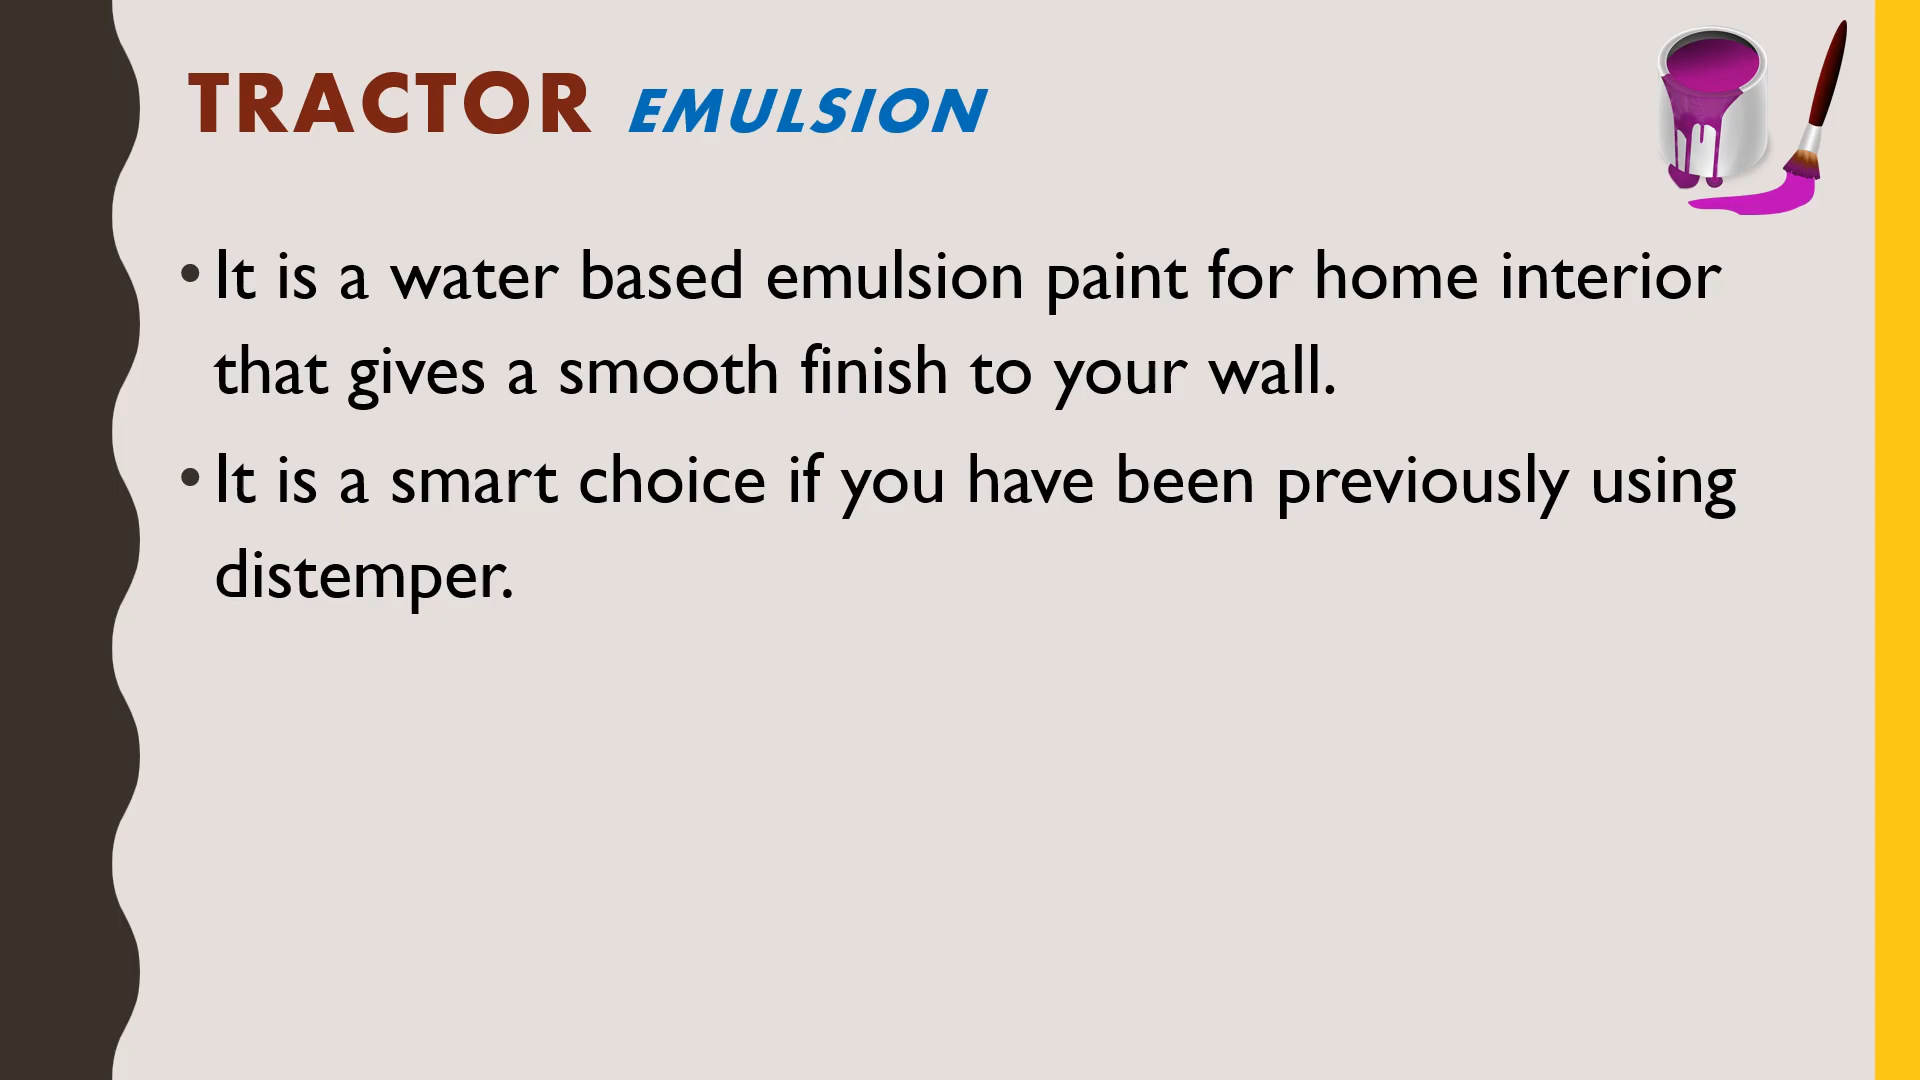 TRACTOR EMULSION
• It is a water based emulsion paint for home interior
that gives a smooth finish to your wall.
• It is a smart choice if you have been previously using
distemper.